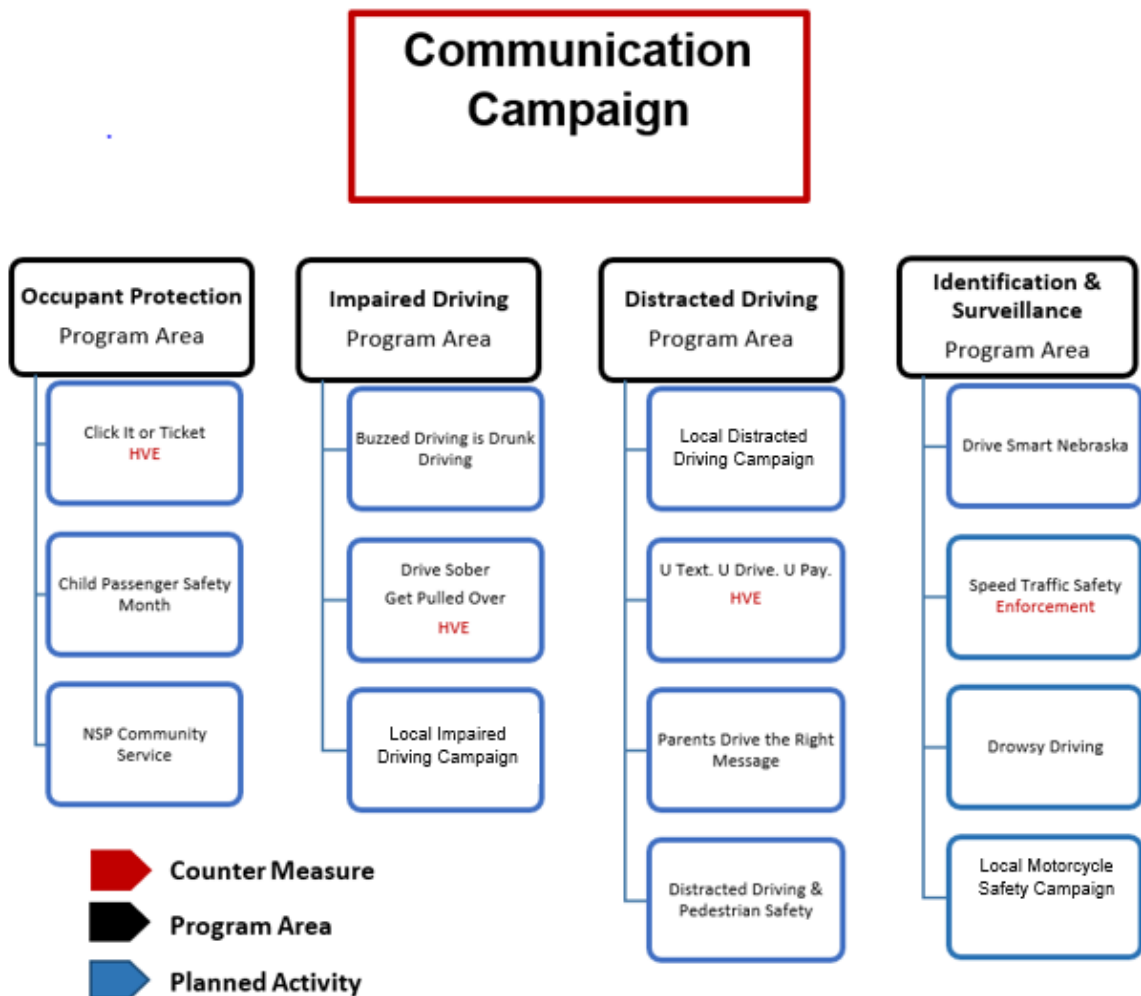 Communication
Campaign
Occupant Protection
Program Area
Click It or Ticket
HVE
Child Passenger Safety
Month
NSP Community
Service
Impaired Driving
Program Area
Buzzed Driving is Drunk
Driving
Drive Sober
Get Pulled Over
HVE
Local Impaired
Driving Campaign
Distracted Driving
Program Area
Local Distracted
Driving Campaign
U Text. U Drive. U Pay.
HVE
Parents Drive the Right
Message
Distracted Driving &
Pedestrian Safety
Identification &
Surveillance
Program Area
Drive Smart Nebraska
Speed Traffic Safety
Enforcement
Drowsy Driving
Local Motorcycle
Safety Campaign
Counter Measure
Program Area
Planned Activity